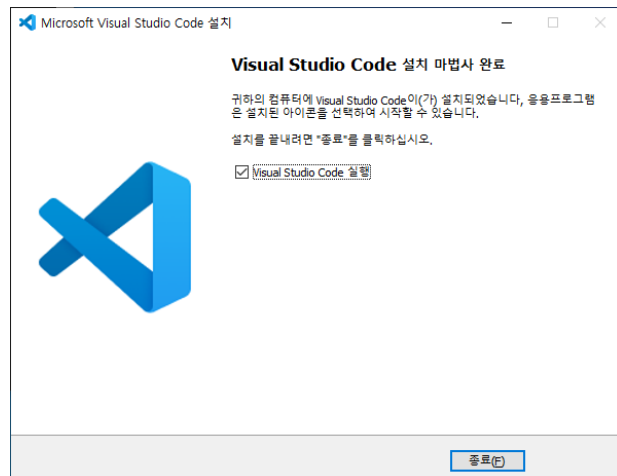 Microsoft Visual Studio Code 설치
Visual Studio Code 설치 마법사 완료
귀하의 컴퓨터에 Visual Studio Code이(가) 설치되었습니다, 응용프로그램
은 설치된 아이콘을 선택하여 시작할 수 있습니다.
설치를 끝내려면 "종료"를 클릭하십시오.
Visual Studio Code 실행
종료(F)